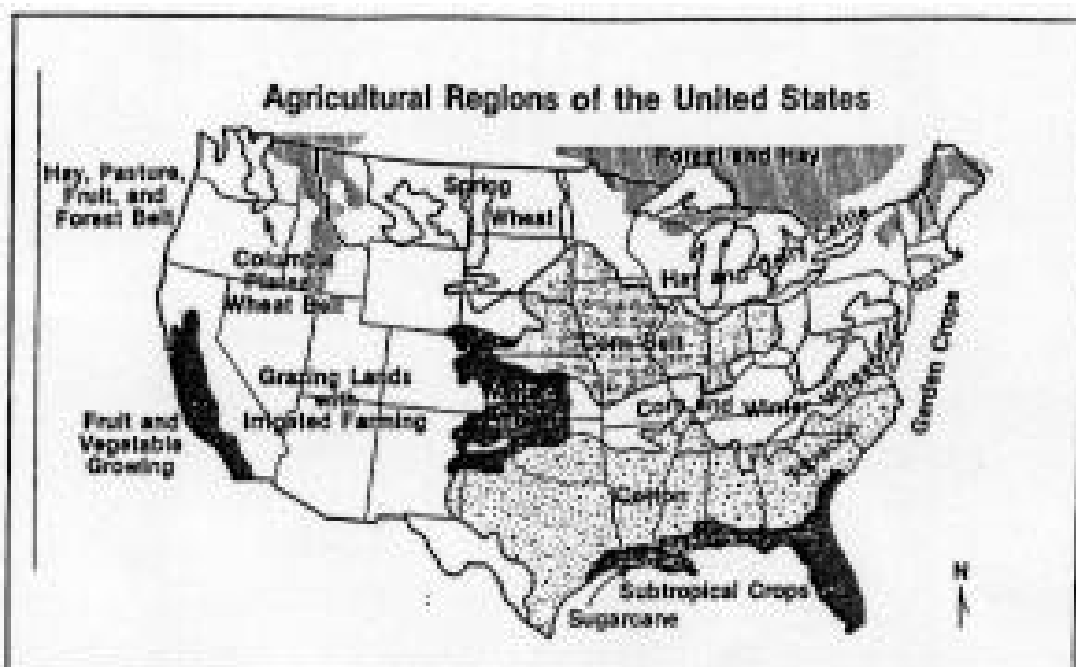 Agricultural Regions of the United States
Hay, Pasture,
Fruit, and
Forest Belt
Forest and Hay
Spring
Wheat
Columbia
Wheat Belt
Hay and Dairy
Corn Belt
Grazing Lands
with
Irrigated Farming
Corn and Winter Wheat
Garden Crops
Fruit and
Vegetable
Growing
Cotton
Subtropical Crops
Sugarcane
N